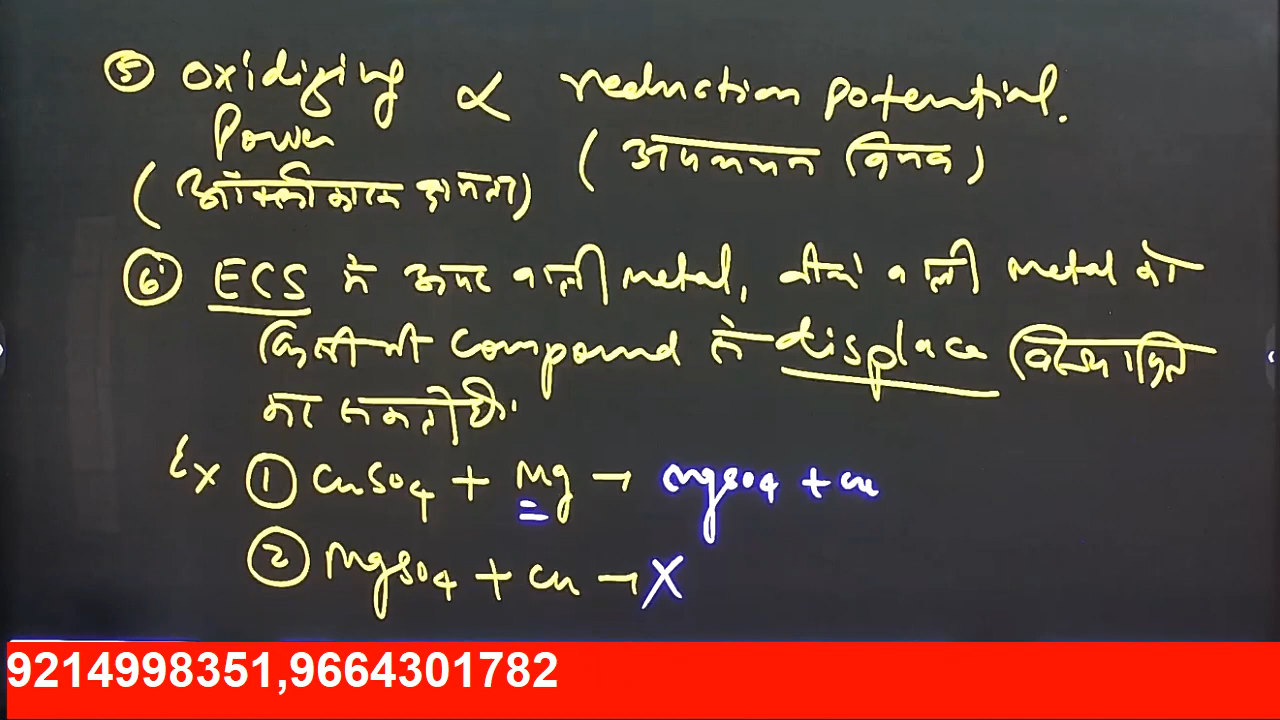 ⑤ oxidizing ∝ reduction potential.
Power (अपचयन विभव)
(ऑक्सीकारक क्षमता)
⑥ ECS में ऊपर वाली metal, नीचे वाली metal को
किसी भी compound से displace (विस्थापित)
कर सकती है।
Ex ① CuSO4 + Mg → MgSO4 + Cu
② MgSO4 + Cu → X
9214998351,9664301782